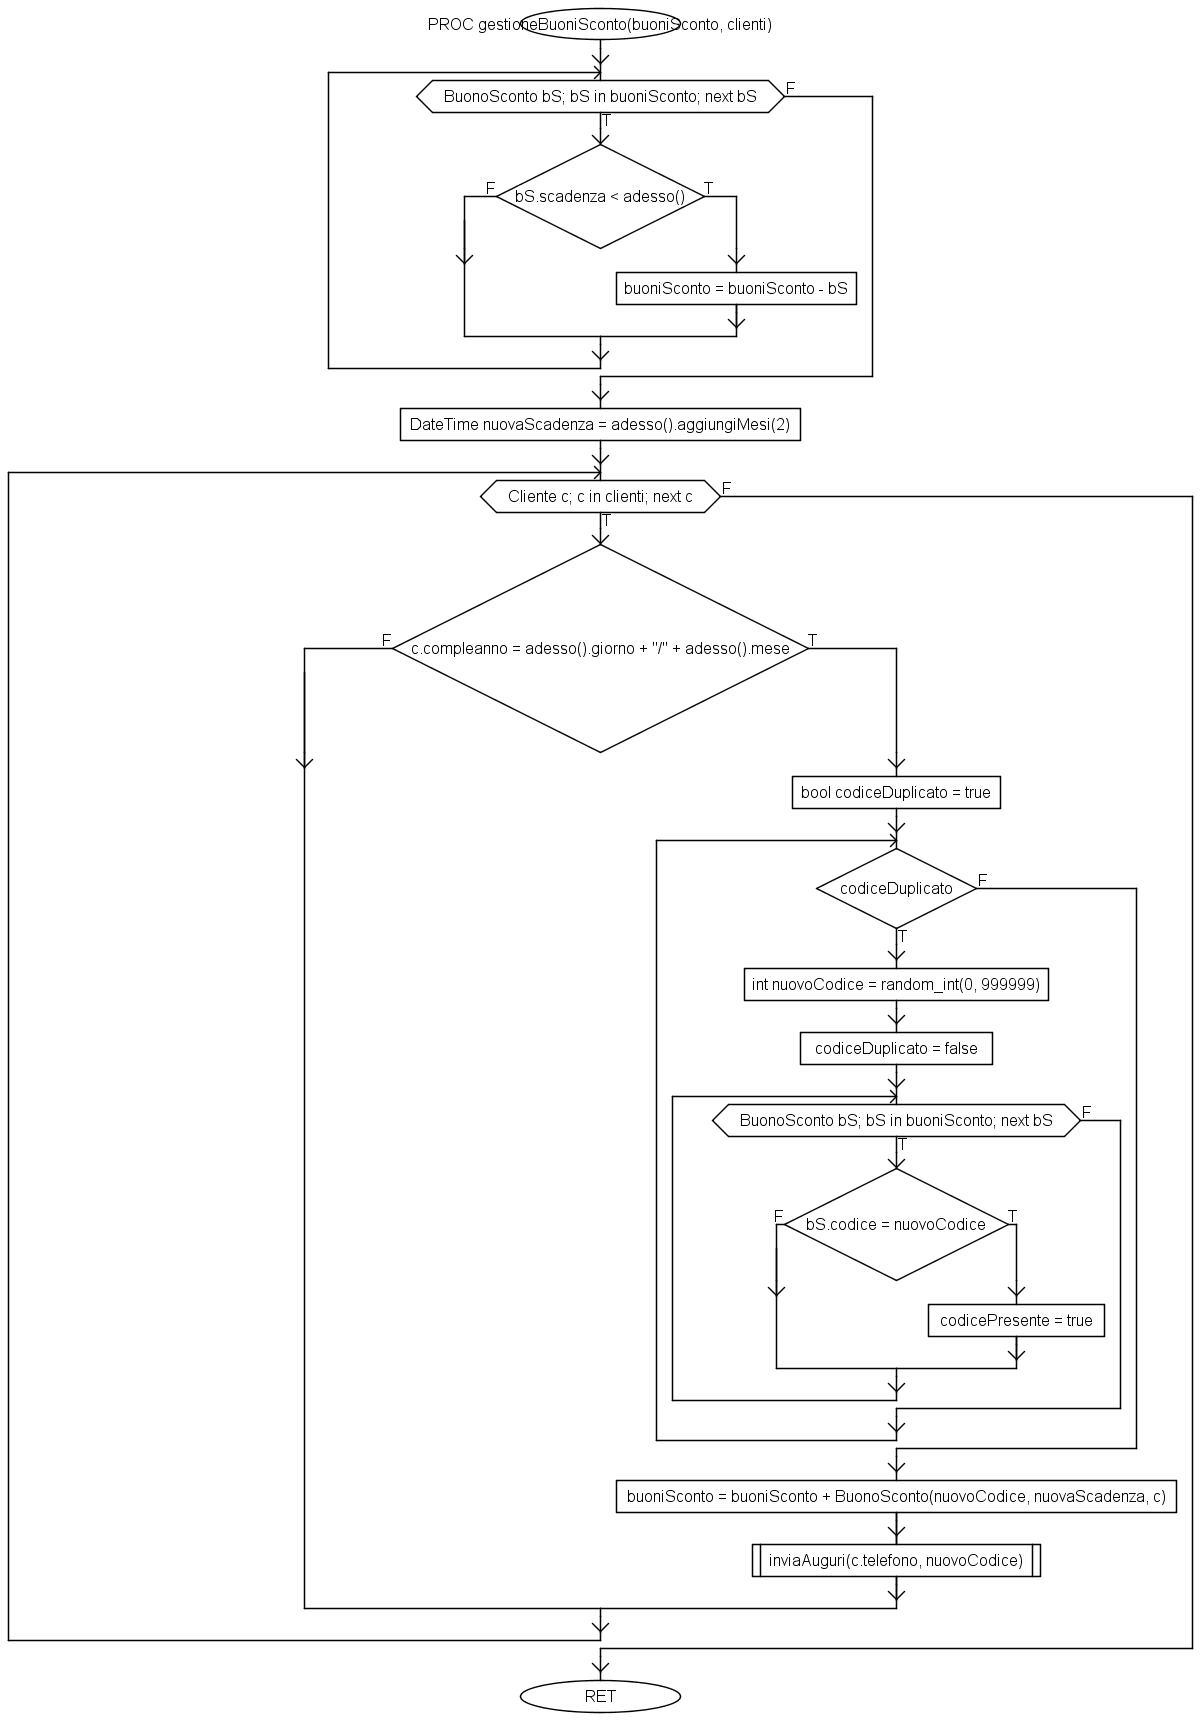 PROC gestioneBuoniSconto(buoniSconto, clienti)
BuonoSconto bS; bS in buoniSconto; next bS
F
T
F
bS.scadenza < adesso()
T
buoniSconto = buoniSconto - bS
DateTime nuovaScadenza = adesso().aggiungiMesi(2)
Cliente c; c in clienti; next c
F
T
F
c.compleanno = adesso().giorno + "/" + adesso().mese
T
bool codiceDuplicato = true
codiceDuplicato
F
T
int nuovoCodice = random_int(0, 999999)
codiceDuplicato = false
BuonoSconto bS; bS in buoniSconto; next bS
F
T
F
bS.codice = nuovoCodice
T
codicePresente = true
buoniSconto = buoniSconto + BuonoSconto(nuovoCodice, nuovaScadenza, c)
inviaAuguri(c.telefono, nuovoCodice)
RET